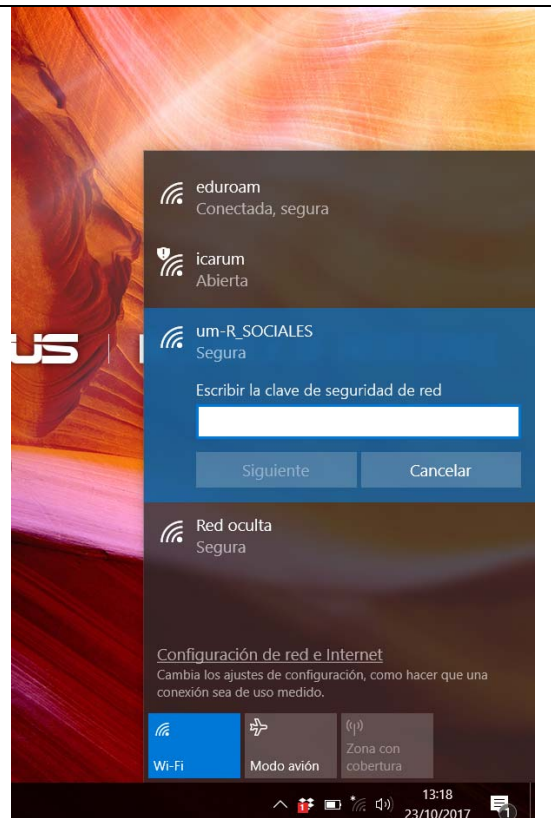 eduroam
Conectada, segura
icarum
Abierta
um-R_SOCIALES
Segura
Escribir la clave de seguridad de red
Siguiente
Cancelar
Red oculta
Segura
Configuración de red e Internet
Cambia los ajustes de configuración, como hacer que una
conexión sea de uso medido.
Wi-Fi
Modo avión
Zona con
cobertura
13:18
23/10/2017
1